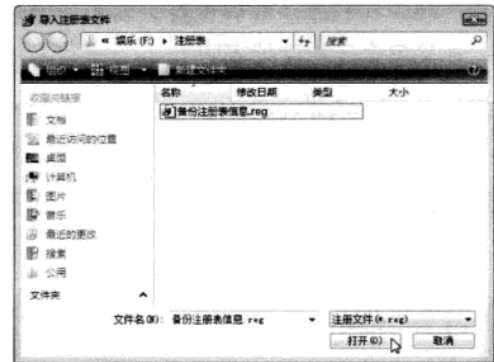 导入注册表文件
« 娱乐 (F:) ▸ 注册表
搜索
组织 视图 新建文件夹
收藏夹链接
名称 修改日期 类型 大小
备份注册表信息.reg
文档
最近访问的位置
桌面
计算机
图片
音乐
最近的更改
搜索
公用
文件夹
文件名(N): 备份注册表信息.reg 注册文件(*.reg)
打开(O) 取消